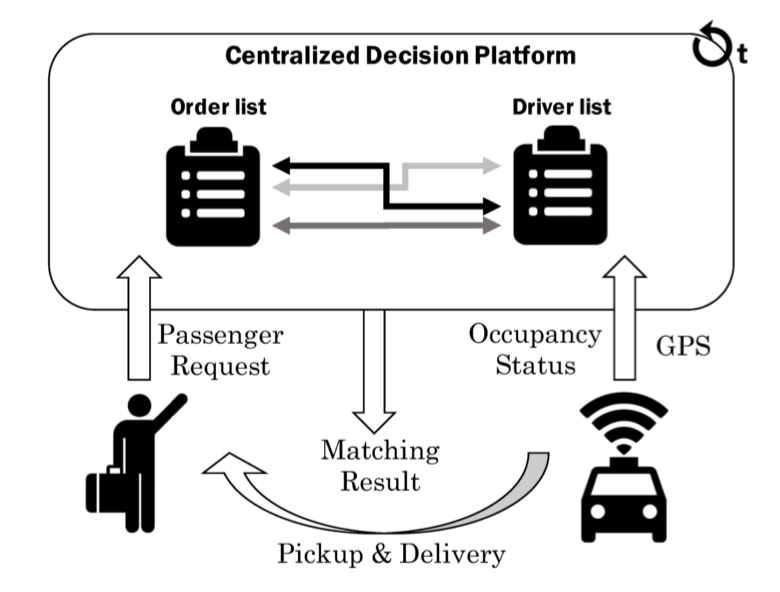 Centralized Decision Platform
t
Order list
Driver list
Passenger
Request
Occupancy
Status
GPS
Matching
Result
Pickup & Delivery